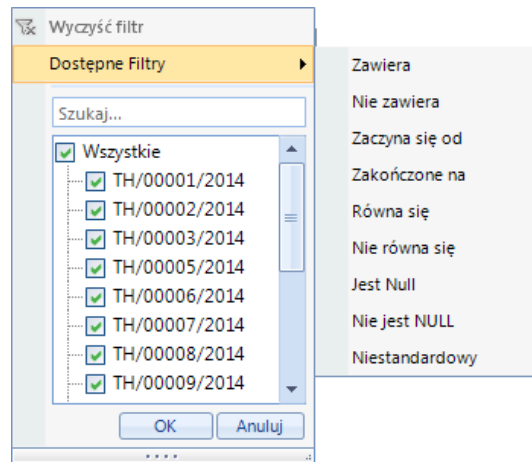 Wyczyść filtr
Dostępne Filtry
Szukaj...
Wszystkie
TH/00001/2014
TH/00002/2014
TH/00003/2014
TH/00005/2014
TH/00006/2014
TH/00007/2014
TH/00008/2014
TH/00009/2014
OK Anuluj
Zawiera
Nie zawiera
Zaczyna się od
Zakończone na
Równa się
Nie równa się
Jest Null
Nie jest NULL
Niestandardowy